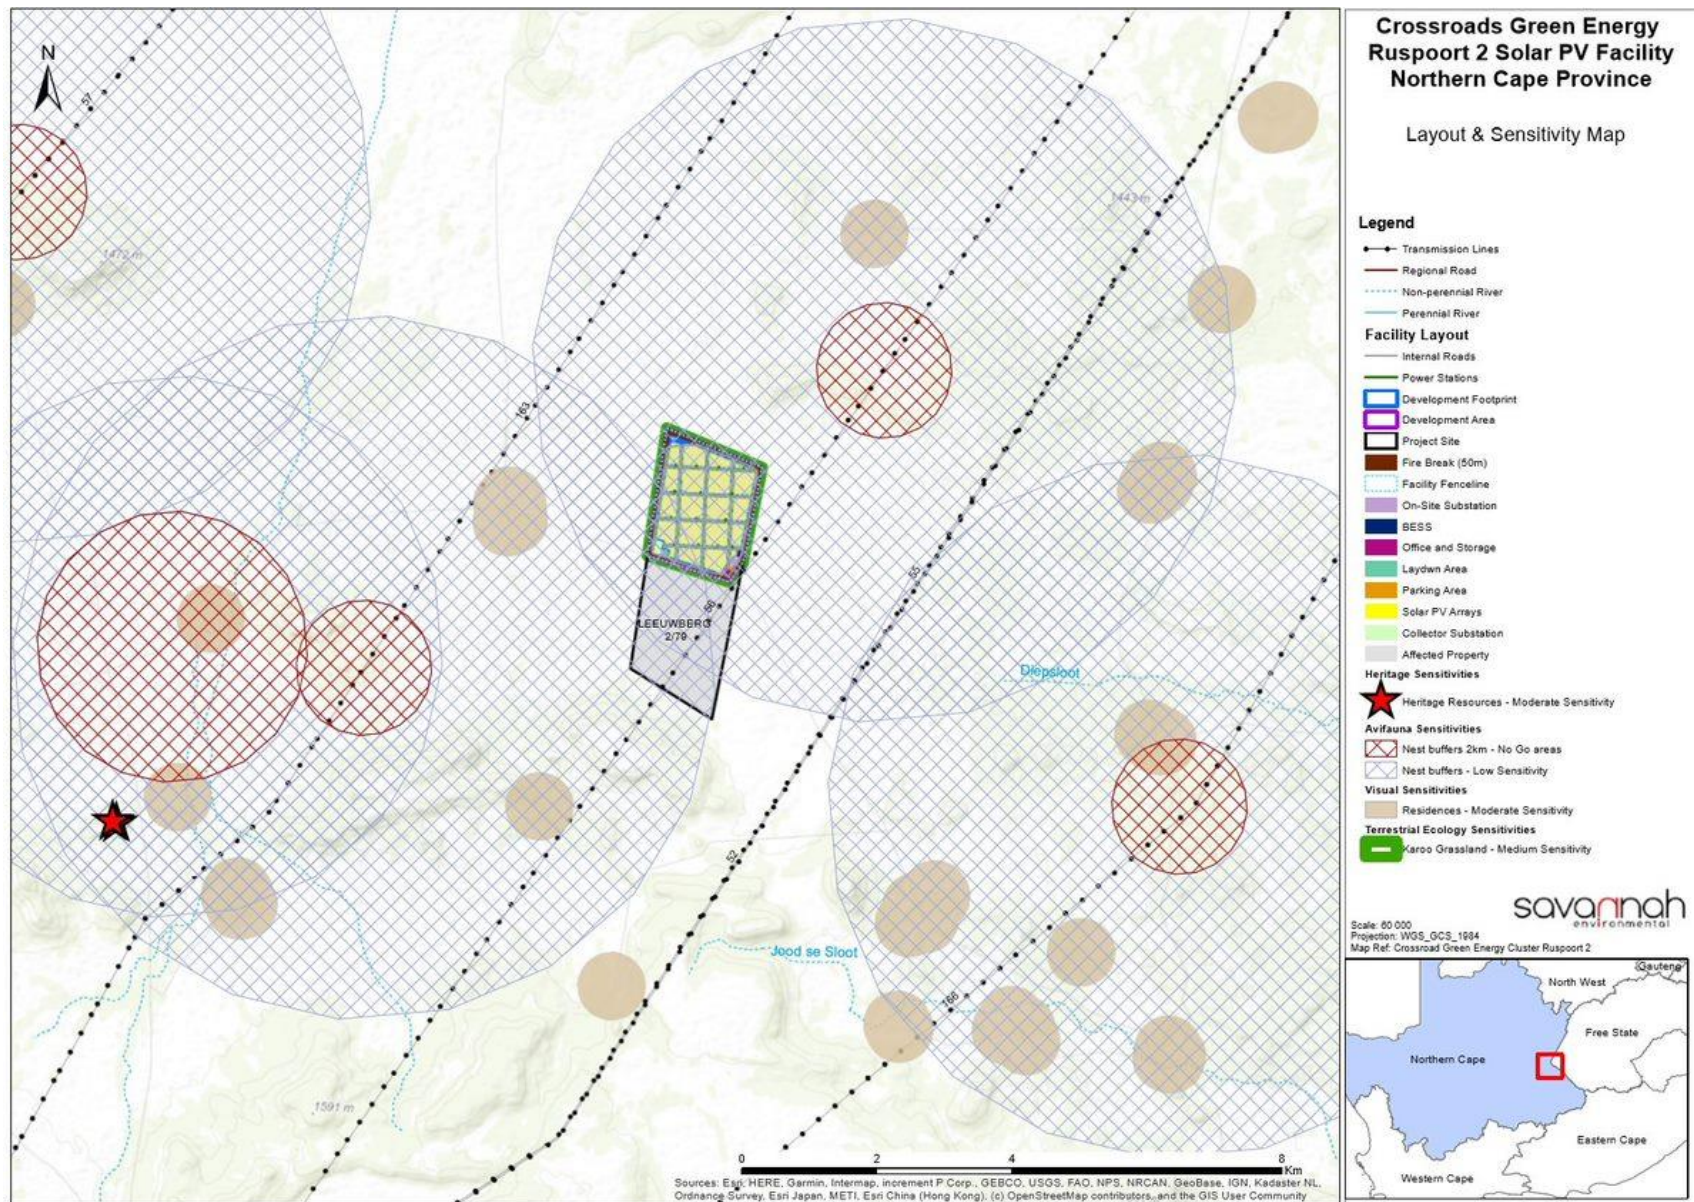 Crossroads Green Energy
Ruspoort 2 Solar PV Facility
Northern Cape Province
Layout & Sensitivity Map
Legend
Transmission Lines
Regional Road
Non-perennial River
Perennial River
Facility Layout
Internal Roads
Power Stations
Development Footprint
Development Area
Project Site
Fire Break (50m)
Facility Fenceline
On-Site Substation
BESS
Office and Storage
Laydwn Area
Parking Area
Solar PV Arrays
Collector Substation
Affected Property
Heritage Sensitivities
Heritage Resources - Moderate Sensitivity
Avifauna Sensitivities
Nest buffers 2km - No Go areas
Nest buffers - Low Sensitivity
Visual Sensitivities
Residences - Moderate Sensitivity
Terrestrial Ecology Sensitivities
Karoo Grassland - Medium Sensitivity
savannah
environmental
Scale: 60 000
Projection: WGS_GCS_1984
Map Ref: Crossroad Green Energy Cluster Ruspoort 2
North West
Gauteng
Free State
Northern Cape
Eastern Cape
Western Cape
N
57
1472 m
1443 m
163
55
56
LEEUWBERG
2/79
Diepsloot
52
Jood se Sloot
166
1591 m
0 2 4 8
Km
Sources: Esri, HERE, Garmin, Intermap, increment P Corp., GEBCO, USGS, FAO, NPS, NRCAN, GeoBase, IGN, Kadaster NL,
Ordnance Survey, Esri Japan, METI, Esri China (Hong Kong), (c) OpenStreetMap contributors, and the GIS User Community